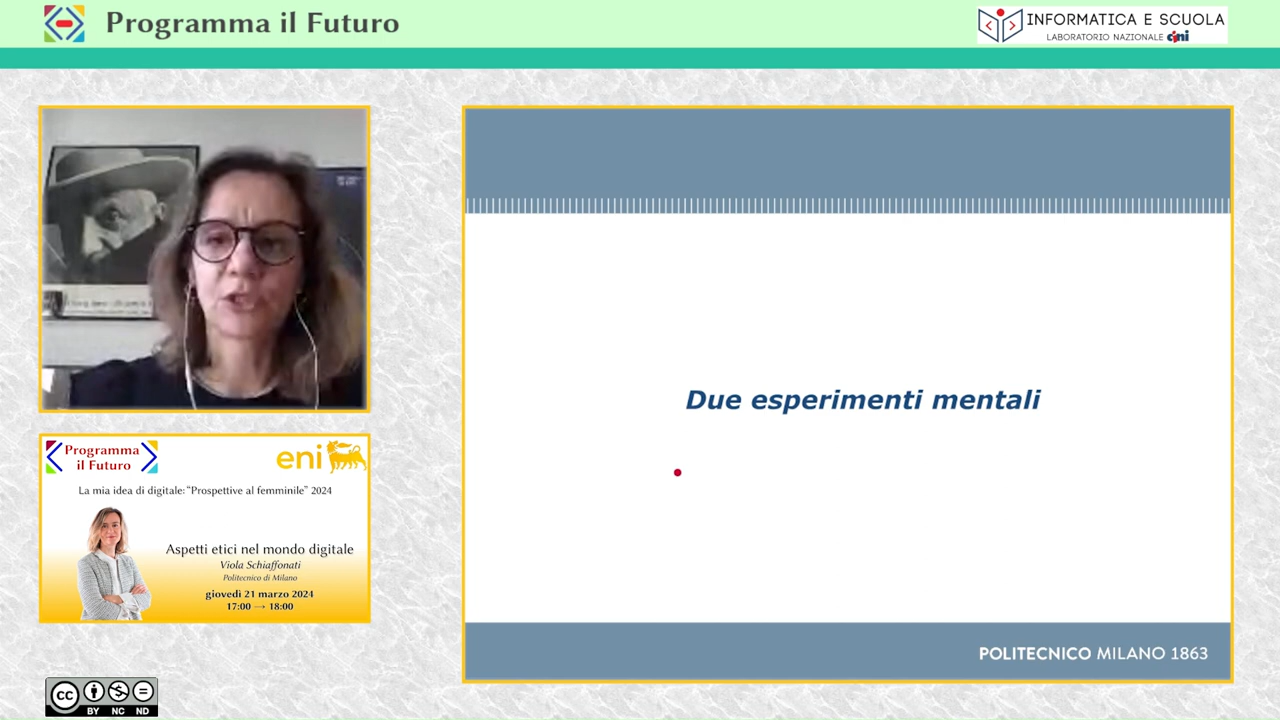 Programma il Futuro
INFORMATICA E SCUOLA
LABORATORIO NAZIONALE cini
Due esperimenti mentali
POLITECNICO MILANO 1863
Programma
il Futuro
eni
La mia idea di digitale: “Prospettive al femminile” 2024
Aspetti etici nel mondo digitale
Viola Schiaffonati
Politecnico di Milano
giovedì 21 marzo 2024
17:00 → 18:00
CC BY NC ND